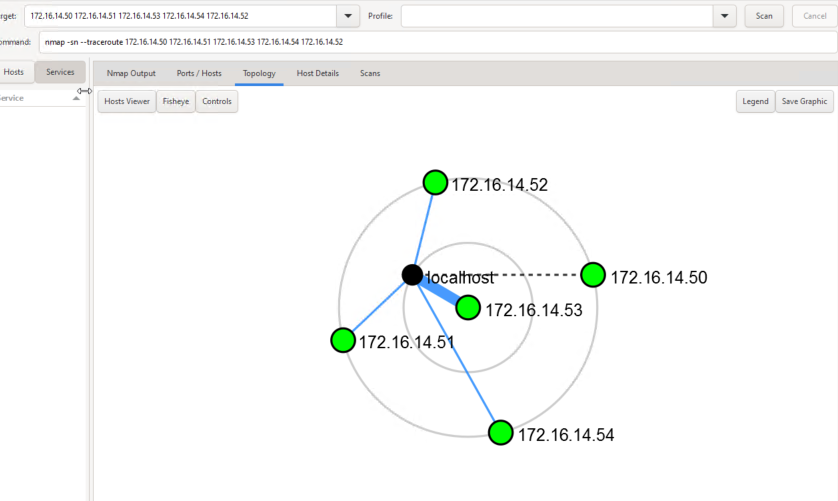 rget: 172.16.14.50 172.16.14.51 172.16.14.53 172.16.14.54 172.16.14.52 Profile: Scan Cancel
ommand: nmap -sn --traceroute 172.16.14.50 172.16.14.51 172.16.14.53 172.16.14.54 172.16.14.52
Hosts Services Nmap Output Ports / Hosts Topology Host Details Scans
ervice
Hosts Viewer Fisheye Controls Legend Save Graphic
172.16.14.52
localhost
172.16.14.50
172.16.14.53
172.16.14.51
172.16.14.54